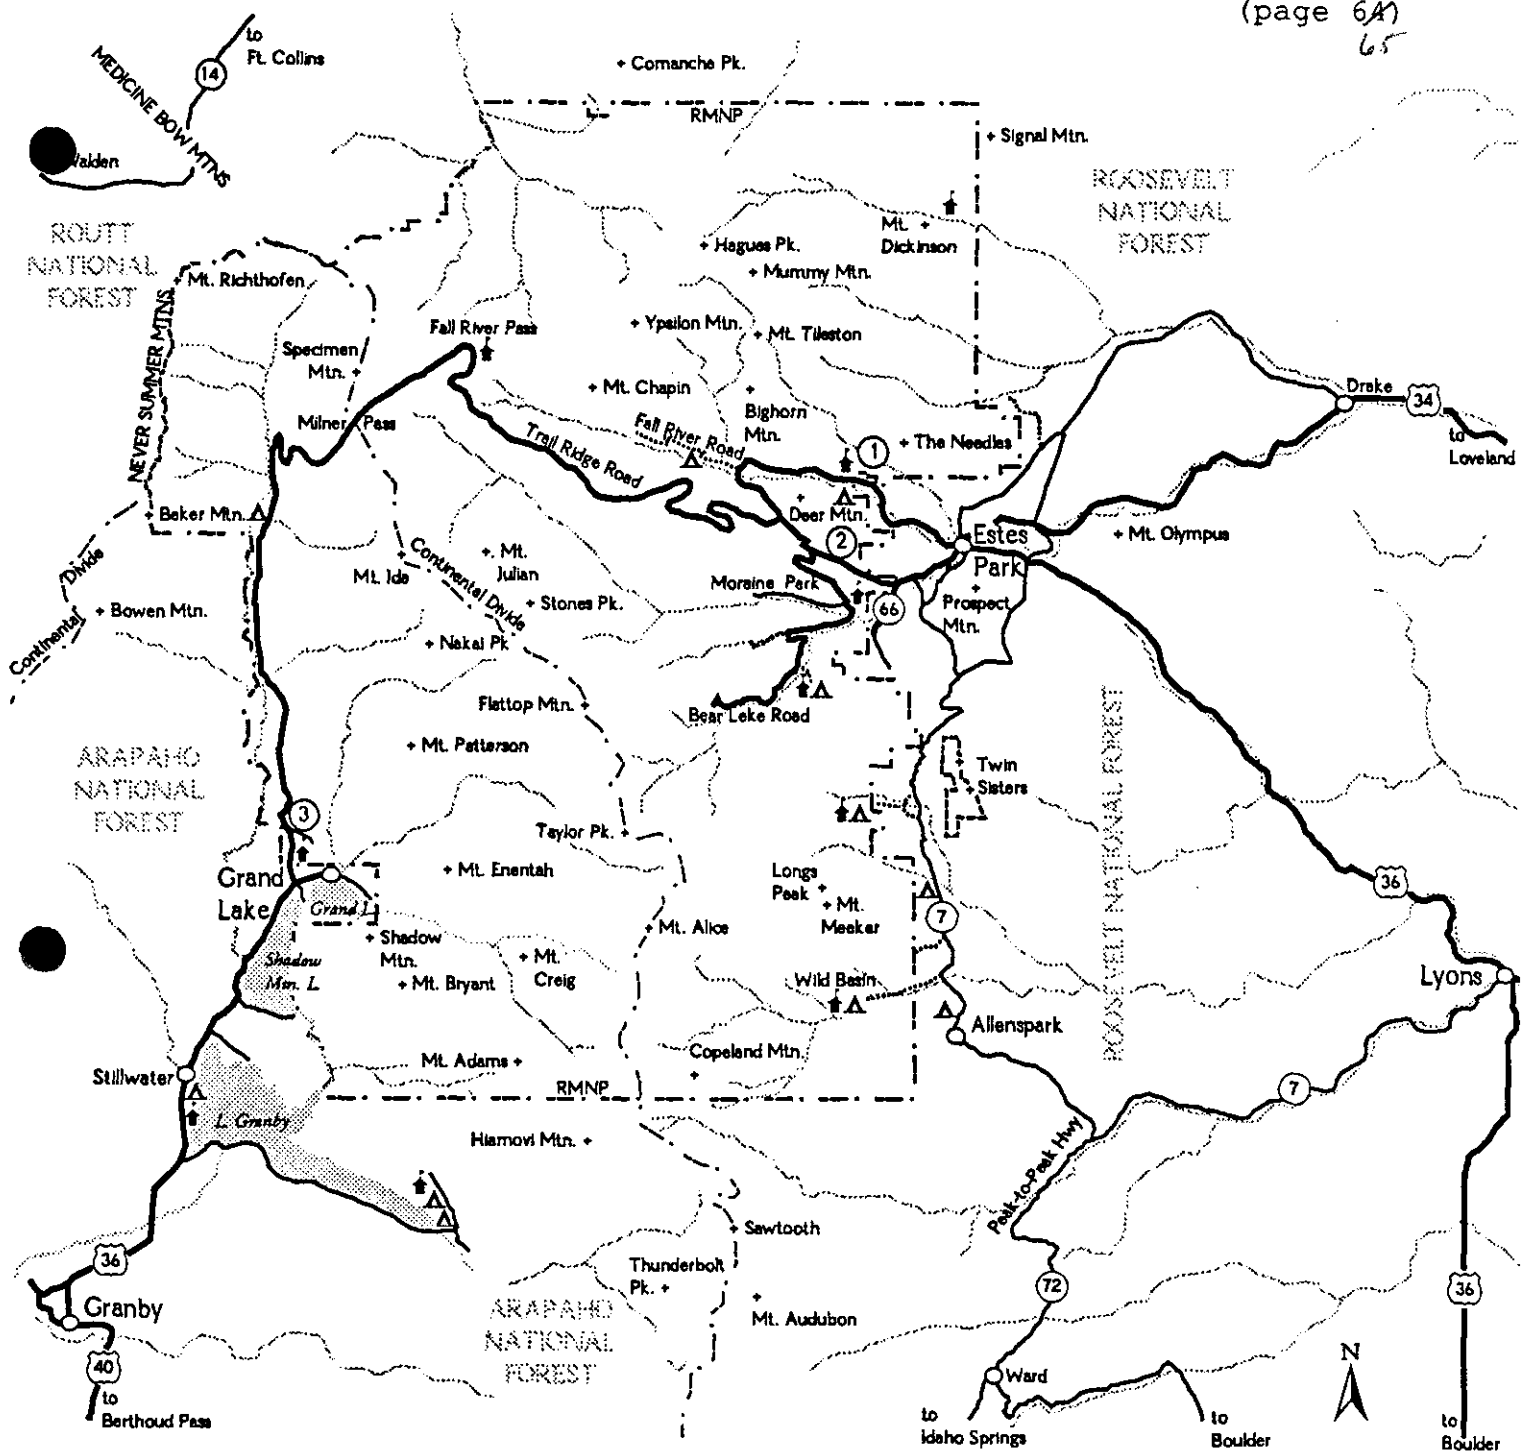 (page 64)
65
to
Ft. Collins
14
MEDICINE BOW MTNS
Walden
Comanche Pk.
RMNP
Signal Mtn.
ROOSEVELT
NATIONAL
FOREST
ROUTT
NATIONAL
FOREST
Mt.
Dickinson
Hagues Pk.
Mummy Mtn.
Mt. Richthofen
NEVER SUMMER MTNS
Fall River Pass
Ypsilon Mtn.
Mt. Tileston
Specimen
Mtn.
Mt. Chapin
Bighorn
Mtn.
Drake
34
to
Loveland
Milner Pass
Fall River Road
Trail Ridge Road
1
The Needles
Baker Mtn.
Deer Mtn.
2
Estes
Park
Mt. Olympus
Continental Divide
Mt. Ida
Mt.
Julian
Continental Divide
Moraine Park
Bowen Mtn.
Stones Pk.
66
Prospect
Mtn.
Nakai Pk
Flattop Mtn.
Bear Lake Road
ROOSEVELT NATIONAL FOREST
Mt. Patterson
ARAPAHO
NATIONAL
FOREST
Twin
Sisters
3
Taylor Pk.
Grand
Lake
Grand L.
Mt. Enentah
Longs
Peak
Mt.
Meeker
36
7
Shadow
Mtn.
Mt. Alice
Shadow
Mtn. L.
Mt. Bryant
Mt.
Craig
Wild Basin
Lyons
Allenspark
Stillwater
Mt. Adams
Copeland Mtn.
RMNP
7
L. Granby
Hiamovi Mtn.
Peak-to-Peak Hwy
Sawtooth
36
Thunderbolt
Pk.
72
36
Granby
ARAPAHO
NATIONAL
FOREST
Mt. Audubon
40
to
Berthoud Pass
Ward
N
to
Idaho Springs
to
Boulder
to
Boulder